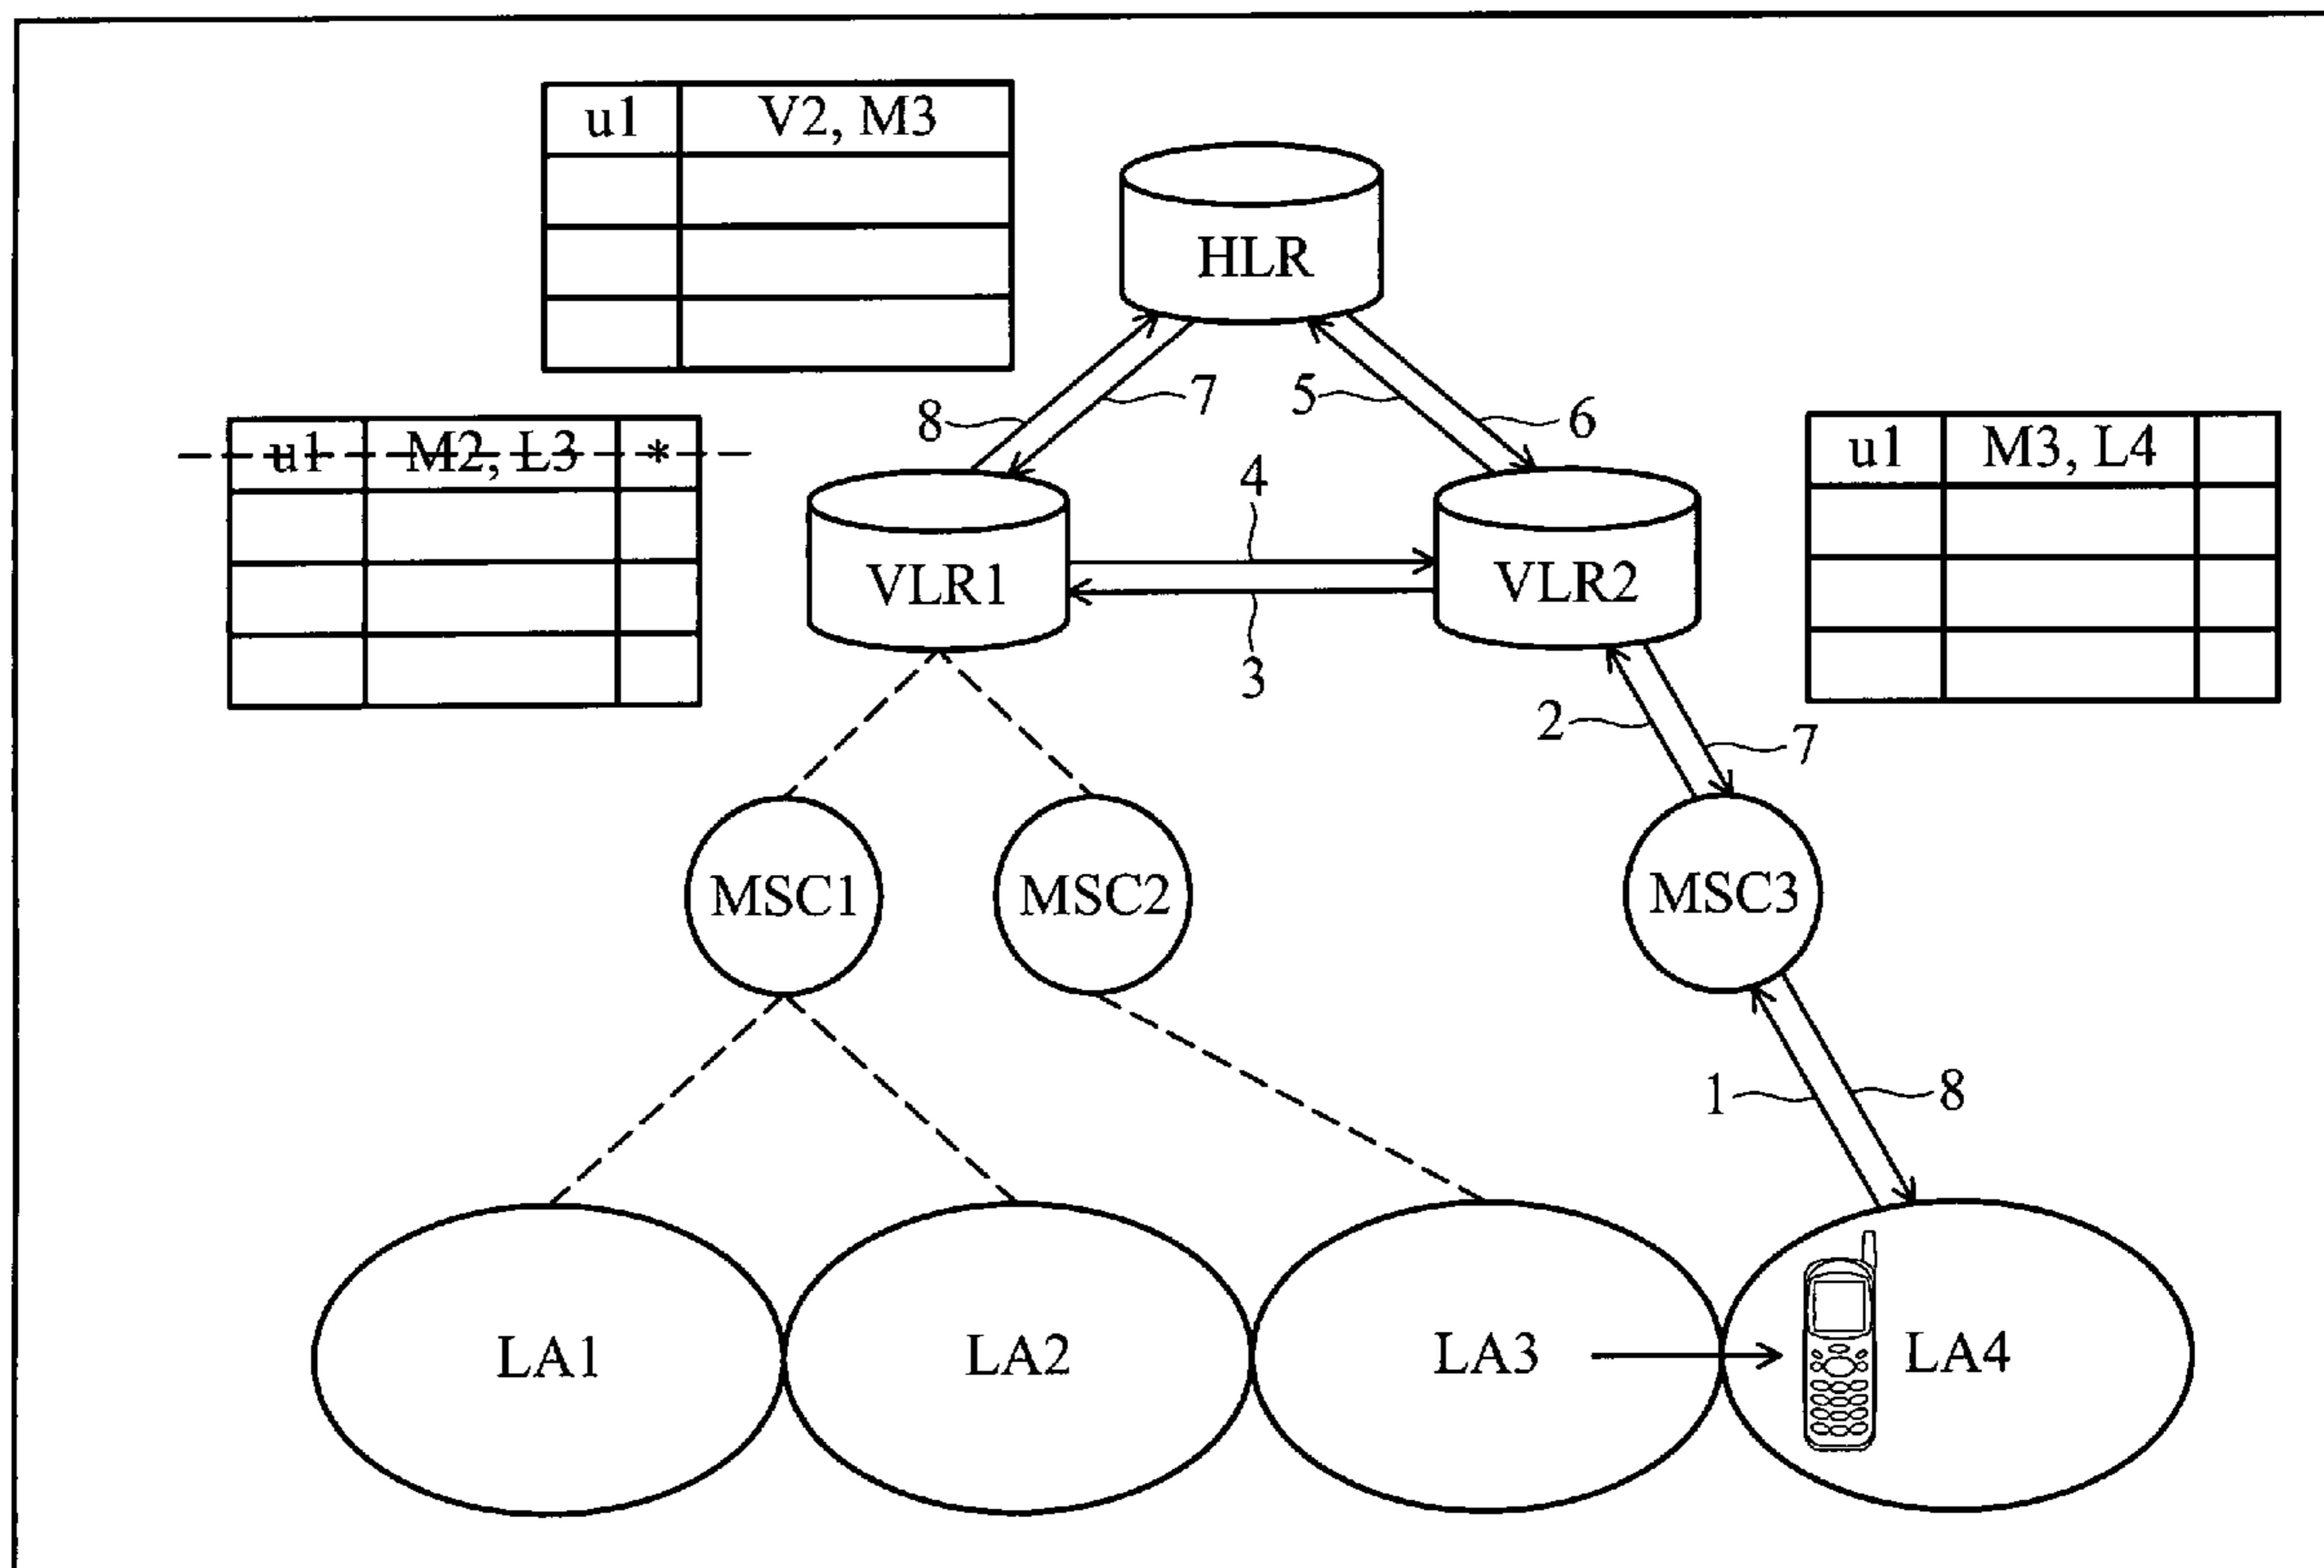 u1 V2, M3
HLR
8 7 5 6
u1 M2, L3 *
u1 M3, L4
4
VLR1 VLR2
3
2 7
MSC1 MSC2 MSC3
1 8
LA1 LA2 LA3 LA4